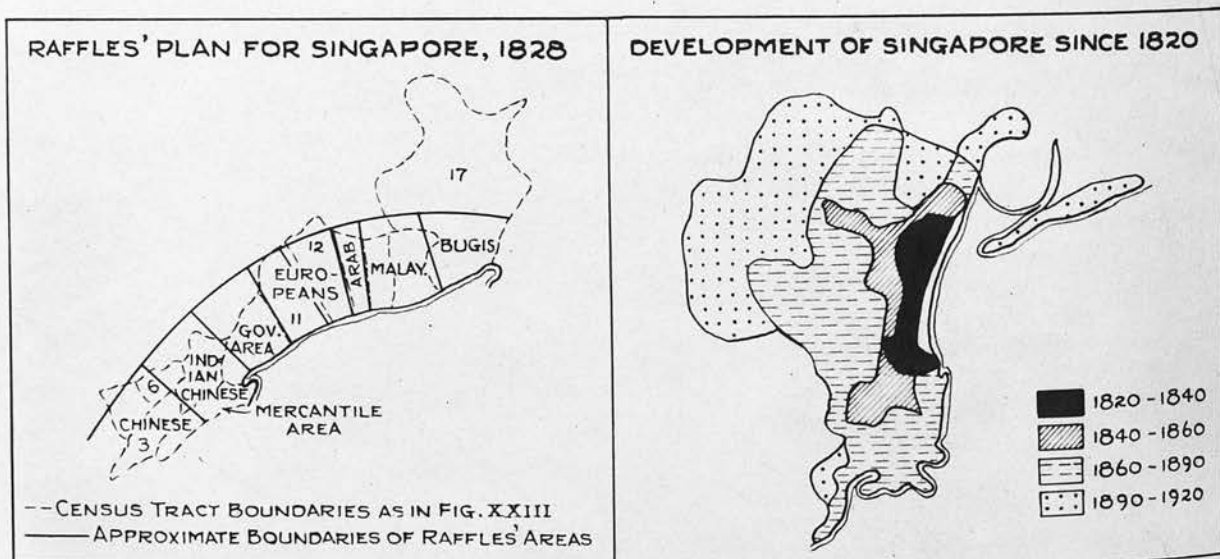 RAFFLES' PLAN FOR SINGAPORE, 1828
17
12
EURO-
PEANS
11
ARAB
MALAY
BUGIS
GOV.
AREA
IND
IAN
CHINESE
6
CHINESE
3
MERCANTILE
AREA
--CENSUS TRACT BOUNDARIES AS IN FIG. XXIII
APPROXIMATE BOUNDARIES OF RAFFLES' AREAS
DEVELOPMENT OF SINGAPORE SINCE 1820
1820-1840
1840-1860
1860-1890
1890-1920